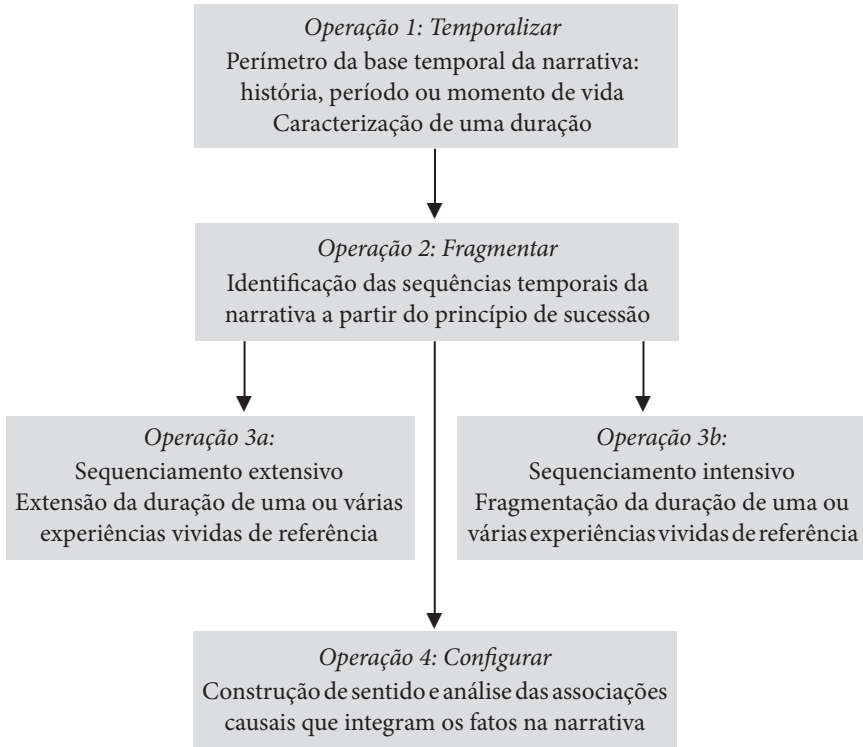 Operação 1: Temporalizar
Perímetro da base temporal da narrativa:
história, período ou momento de vida
Caracterização de uma duração
Operação 2: Fragmentar
Identificação das sequências temporais da
narrativa a partir do princípio de sucessão
Operação 3a:
Sequenciamento extensivo
Extensão da duração de uma ou várias
experiências vividas de referência
Operação 3b:
Sequenciamento intensivo
Fragmentação da duração de uma ou
várias experiências vividas de referência
Operação 4: Configurar
Construção de sentido e análise das associações
causais que integram os fatos na narrativa